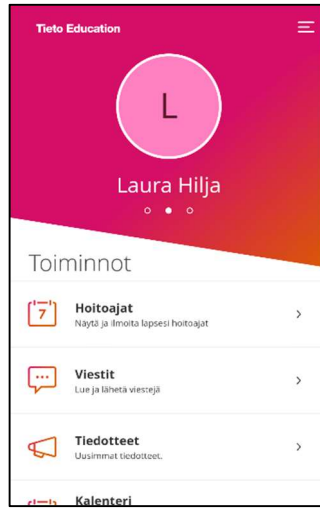 Tieto Education
L
Laura Hilja
Toiminnot
7
Hoitoajat
Näytä ja ilmoita lapsesi hoitoajat
Viestit
Lue ja lähetä viestejä
Tiedotteet
Uusimmat tiedotteet.
Kalenteri